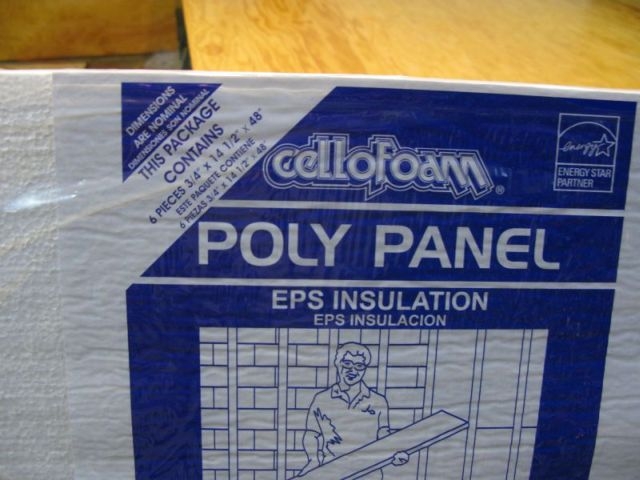 DIMENSIONS
ARE NOMINAL
DIMENSIONES SON NOMINAL
THIS PACKAGE
CONTAINS
6 PIECES 3/4" X 14 1/2" X 48"
ESTE PAQUETE CONTIENE
6 PIEZAS 3/4" X 14 1/2" X 48"
cellofoam®
energy
ENERGY STAR
PARTNER
POLY PANEL
EPS INSULATION
EPS INSULACION